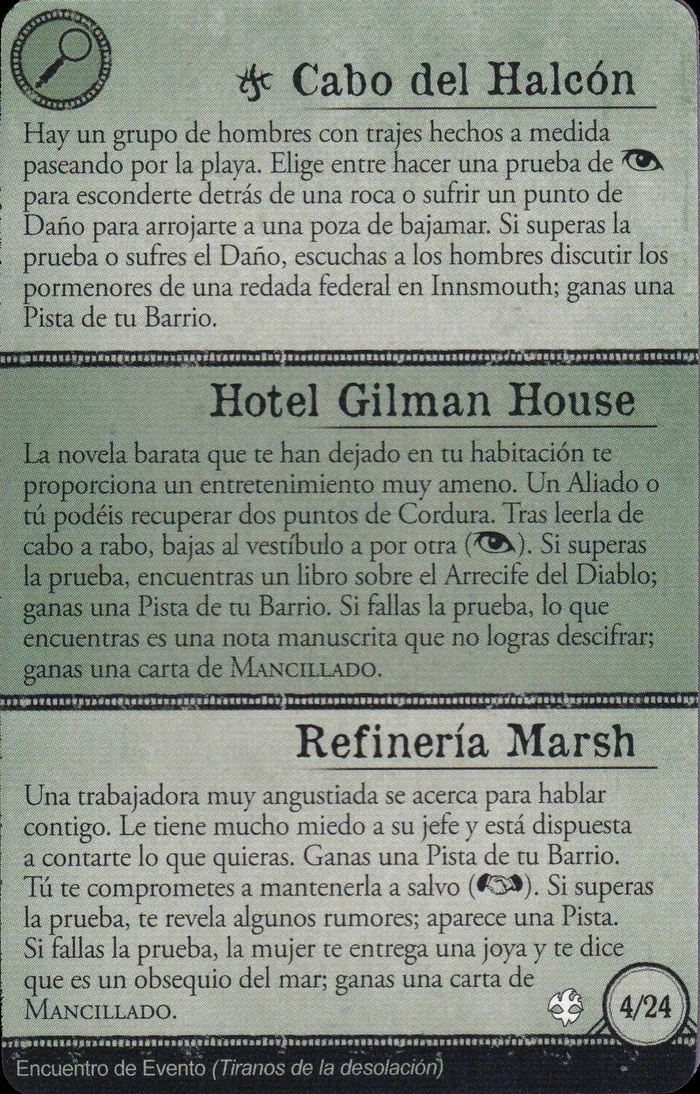 Cabo del Halcón
Hay un grupo de hombres con trajes hechos a medida
paseando por la playa. Elige entre hacer una prueba de
para esconderte detrás de una roca o sufrir un punto de
Daño para arrojarte a una poza de bajamar. Si superas la
prueba o sufres el Daño, escuchas a los hombres discutir los
pormenores de una redada federal en Innsmouth; ganas una
Pista de tu Barrio.
Hotel Gilman House
La novela barata que te han dejado en tu habitación te
proporciona un entretenimiento muy ameno. Un Aliado o
tú podéis recuperar dos puntos de Cordura. Tras leerla de
cabo a rabo, bajas al vestíbulo a por otra ( ). Si superas
la prueba, encuentras un libro sobre el Arrecife del Diablo;
ganas una Pista de tu Barrio. Si fallas la prueba, lo que
encuentras es una nota manuscrita que no logras descifrar;
ganas una carta de MANCILLADO.
Refinería Marsh
Una trabajadora muy angustiada se acerca para hablar
contigo. Le tiene mucho miedo a su jefe y está dispuesta
a contarte lo que quieras. Ganas una Pista de tu Barrio.
Tú te comprometes a mantenerla a salvo ( ). Si superas
la prueba, te revela algunos rumores; aparece una Pista.
Si fallas la prueba, la mujer te entrega una joya y te dice
que es un obsequio del mar; ganas una carta de
MANCILLADO.
4/24
Encuentro de Evento (Tiranos de la desolación)